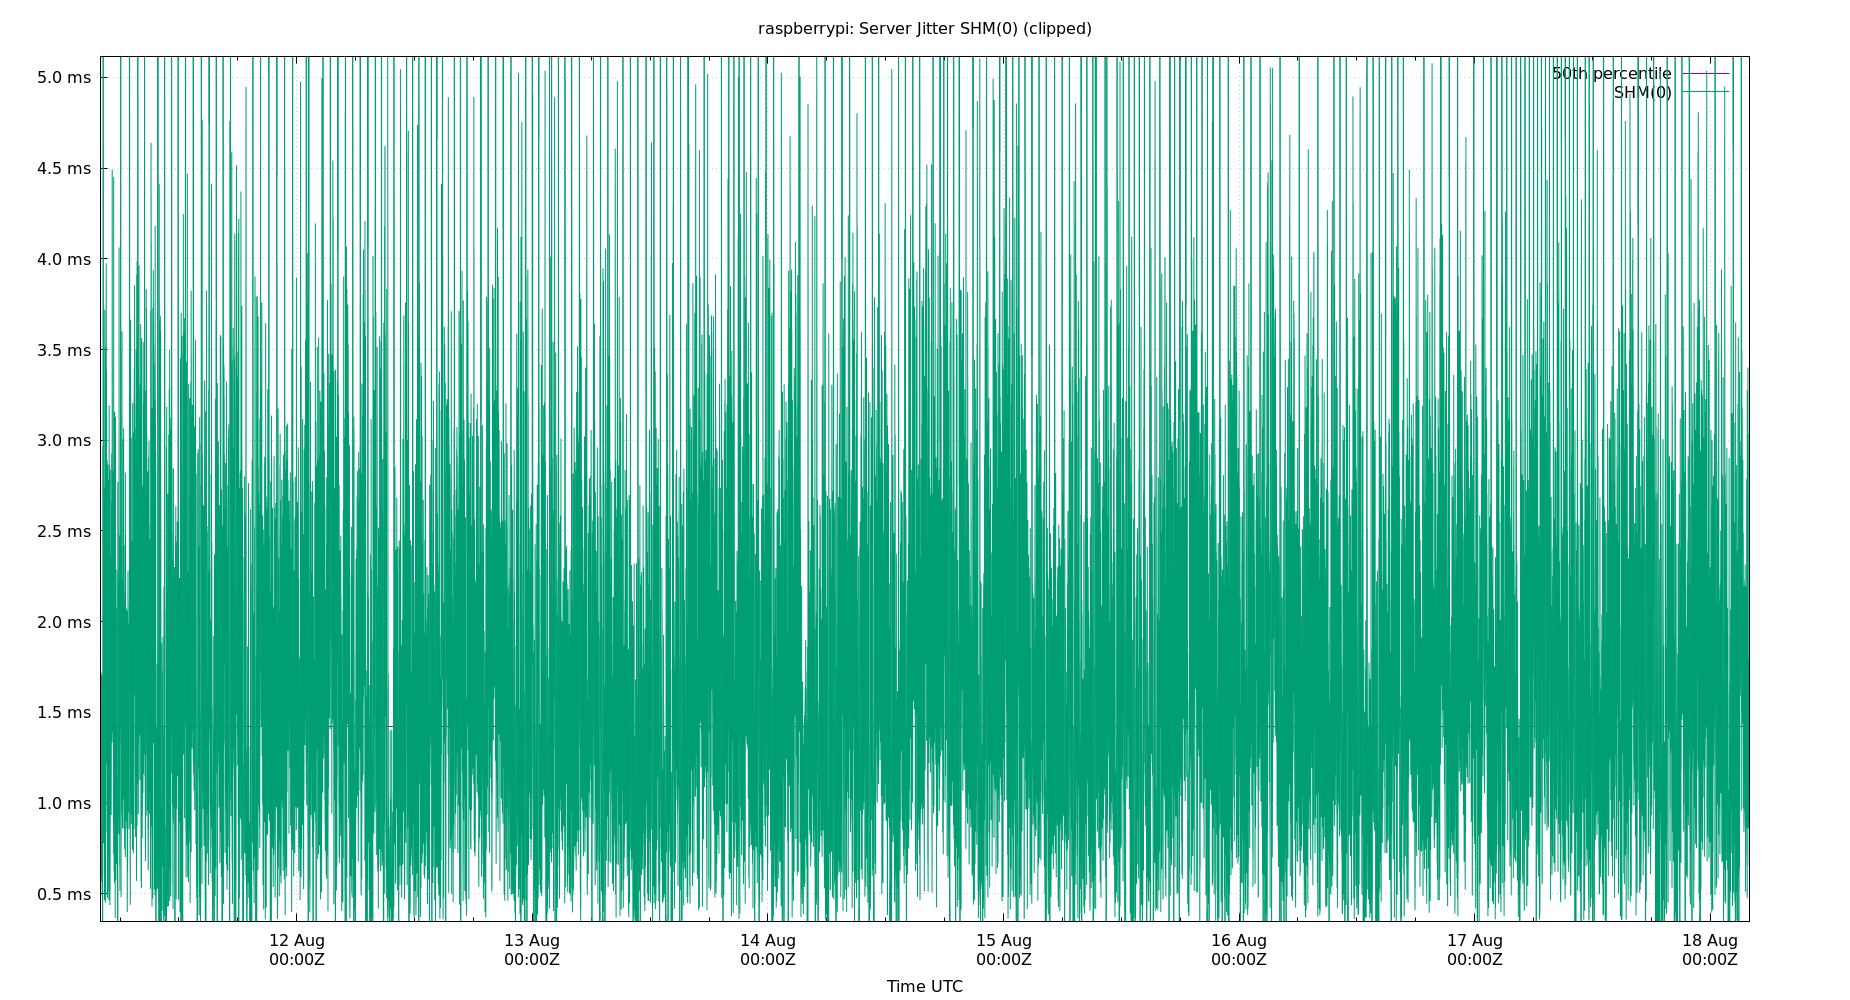 raspberrypi: Server Jitter SHM(0) (clipped)
5.0 ms
50th percentile
SHM(0)
4.5 ms
4.0 ms
3.5 ms
3.0 ms
2.5 ms
2.0 ms
1.5 ms
1.0 ms
0.5 ms
12 Aug 13 Aug 14 Aug 15 Aug 16 Aug 17 Aug 18 Aug
00:00Z 00:00Z 00:00Z 00:00Z 00:00Z 00:00Z 00:00Z
Time UTC